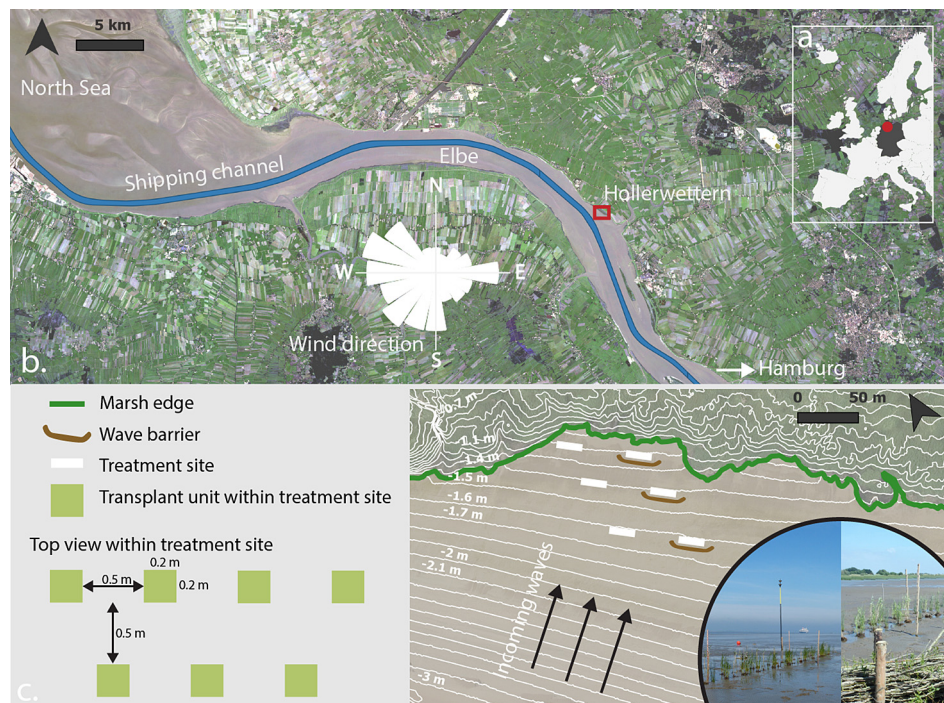 5 km
a.
North Sea
Shipping channel
Elbe
Hollerwettern
N
W
E
S
Wind direction
Hamburg
b.
Marsh edge
Wave barrier
Treatment site
Transplant unit within treatment site
Top view within treatment site
0.2 m
0.5 m
0.2 m
0.5 m
c.
0 50 m
-0.7 m
-1.1 m
-1.4 m
-1.5 m
-1.6 m
-1.7 m
-2 m
-2.1 m
-3 m
Incoming waves